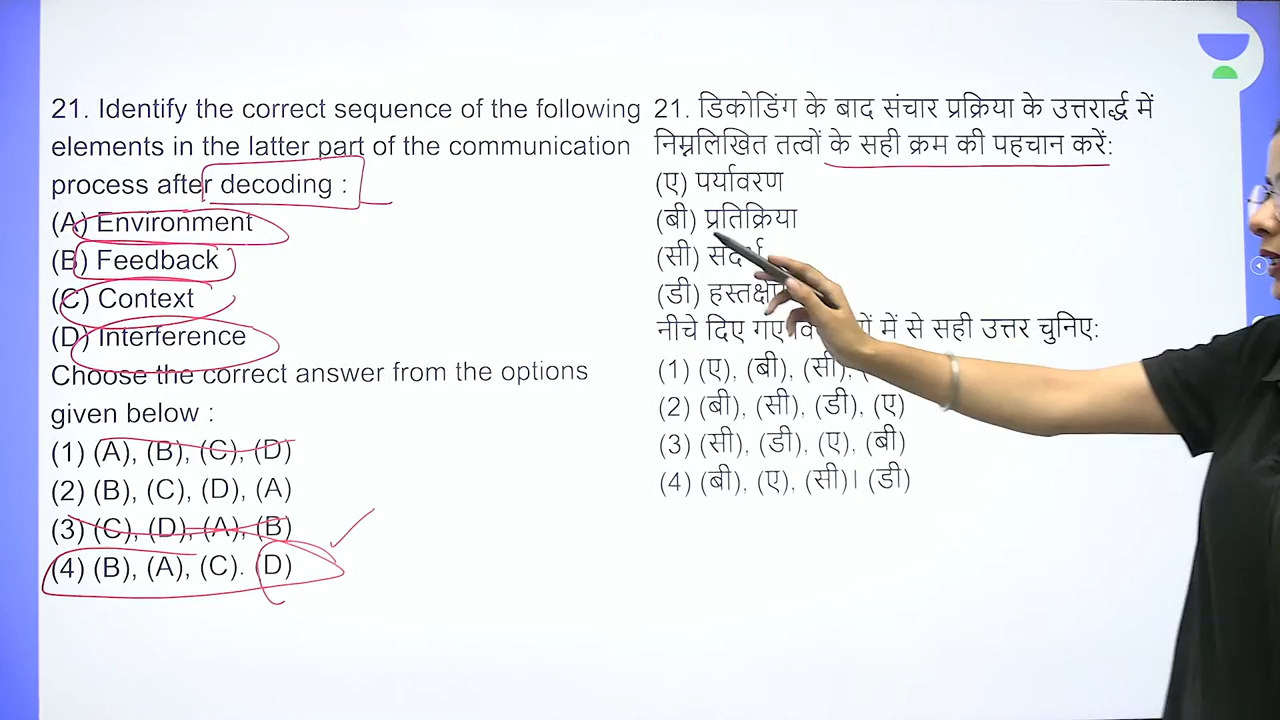 21. Identify the correct sequence of the following
elements in the latter part of the communication
process after decoding :
(A) Environment
(B) Feedback
(C) Context
(D) Interference
Choose the correct answer from the options
given below :
(1) (A), (B), (C), (D)
(2) (B), (C), (D), (A)
(3) (C), (D), (A), (B)
(4) (B), (A), (C). (D)
21. डिकोडिंग के बाद संचार प्रक्रिया के उत्तरार्द्ध में
निम्नलिखित तत्वों के सही क्रम की पहचान करें:
(ए) पर्यावरण
(बी) प्रतिक्रिया
(सी) संदर्भ
(डी) हस्तक्षेप
नीचे दिए गए में से सही उत्तर चुनिए:
(1) (ए), (बी), (सी),
(2) (बी), (सी), (डी), (ए)
(3) (सी), (डी), (ए), (बी)
(4) (बी), (ए), (सी)। (डी)